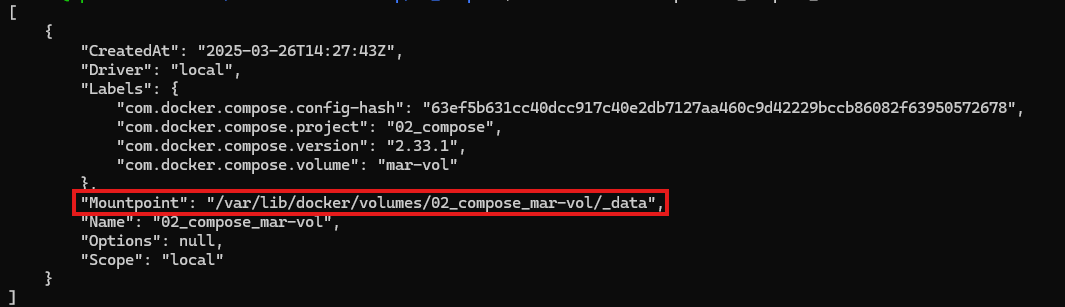 [
    {
        "CreatedAt": "2025-03-26T14:27:43Z",
        "Driver": "local",
        "Labels": {
            "com.docker.compose.config-hash": "63ef5b631cc40dcc917c40e2db7127aa460c9d42229bccb86082f63950572678",
            "com.docker.compose.project": "02_compose",
            "com.docker.compose.version": "2.33.1",
            "com.docker.compose.volume": "mar-vol"
        },
        "Mountpoint": "/var/lib/docker/volumes/02_compose_mar-vol/_data",
        "Name": "02_compose_mar-vol",
        "Options": null,
        "Scope": "local"
    }
]